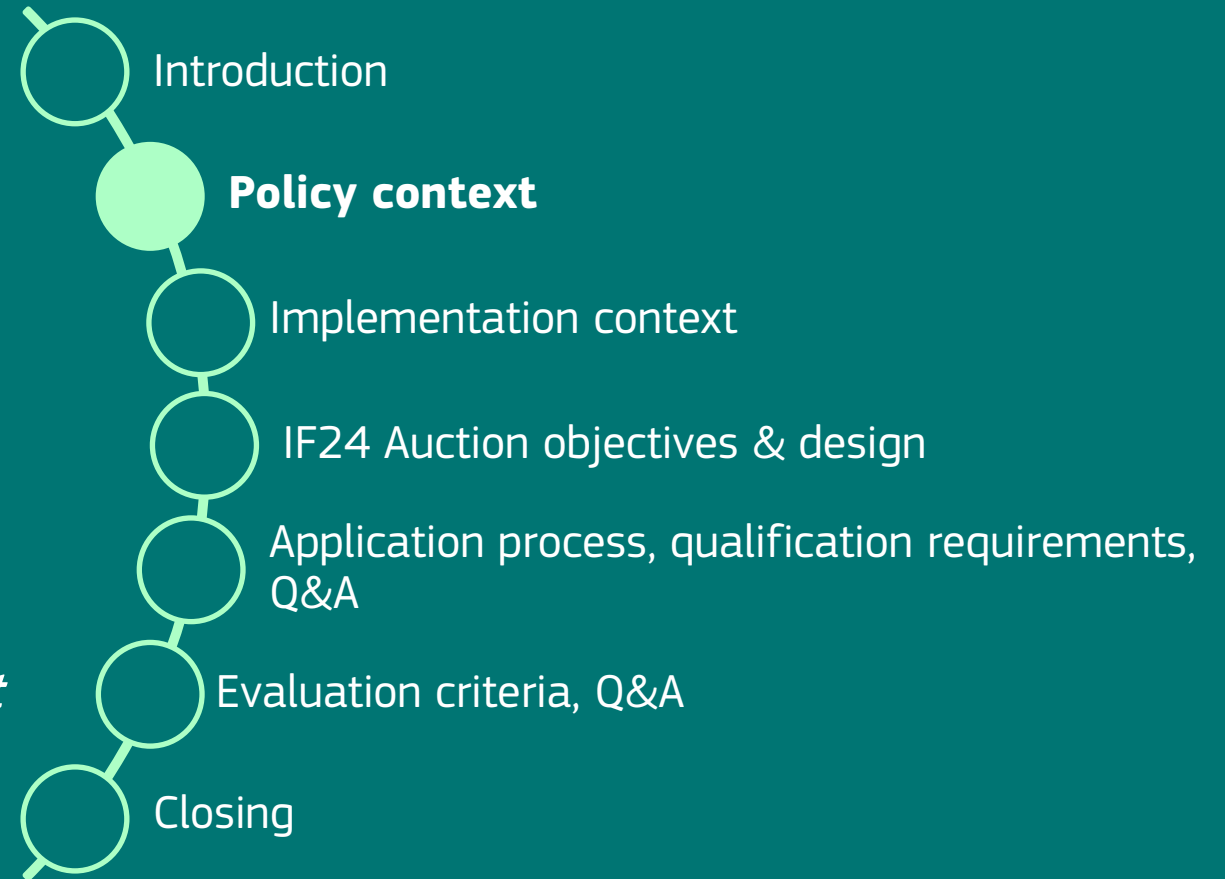 Introduction
Policy context
Implementation context
IF24 Auction objectives & design
Application process, qualification requirements,
Q&A
Evaluation criteria, Q&A
Closing